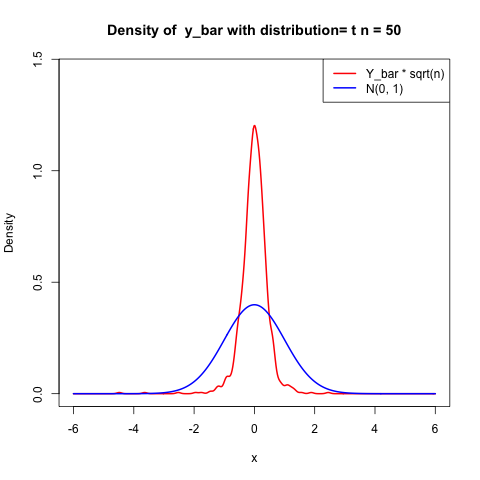 Density of  y_bar with distribution= t n = 50
Y_bar * sqrt(n)
N(0, 1)
Density
1.5
1.0
0.5
0.0
-6 -4 -2 0 2 4 6
x